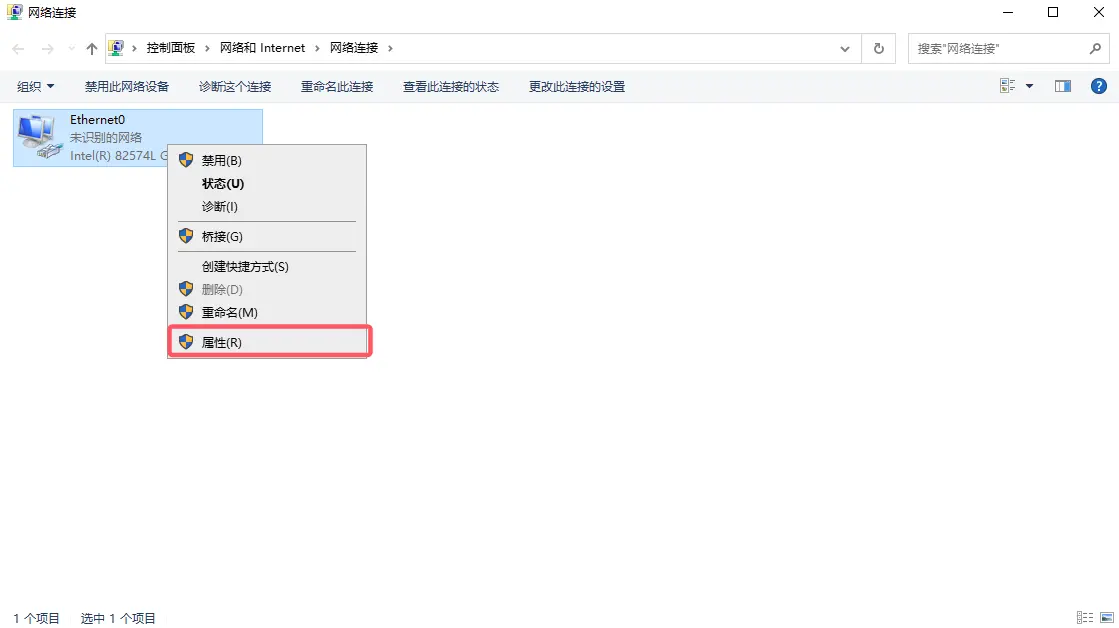 网络连接
控制面板 网络和 Internet 网络连接
搜索"网络连接"
组织 禁用此网络设备 诊断这个连接 重命名此连接 查看此连接的状态 更改此连接的设置
Ethernet0
未识别的网络
Intel(R) 82574L G
禁用(B)
状态(U)
诊断(I)
桥接(G)
创建快捷方式(S)
删除(D)
重命名(M)
属性(R)
1 个项目 选中 1 个项目